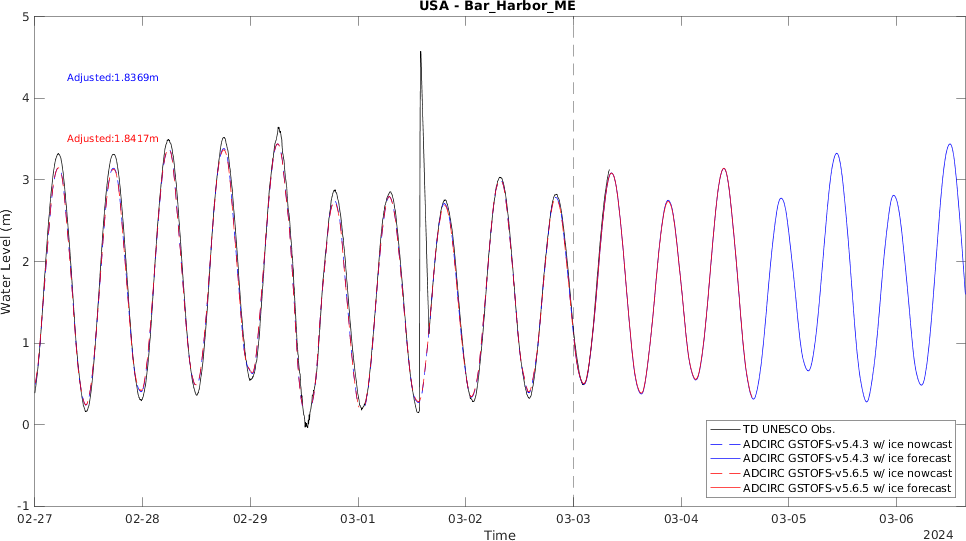 USA - Bar_Harbor_ME
5
Adjusted:1.8369m
4
Adjusted:1.8417m
3
2
1
0
-1
Water Level (m)
TD UNESCO Obs.
ADCIRC GSTOFS-v5.4.3 w/ ice nowcast
ADCIRC GSTOFS-v5.4.3 w/ ice forecast
ADCIRC GSTOFS-v5.6.5 w/ ice nowcast
ADCIRC GSTOFS-v5.6.5 w/ ice forecast
02-27 02-28 02-29 03-01 03-02 03-03 03-04 03-05 03-06
Time
2024